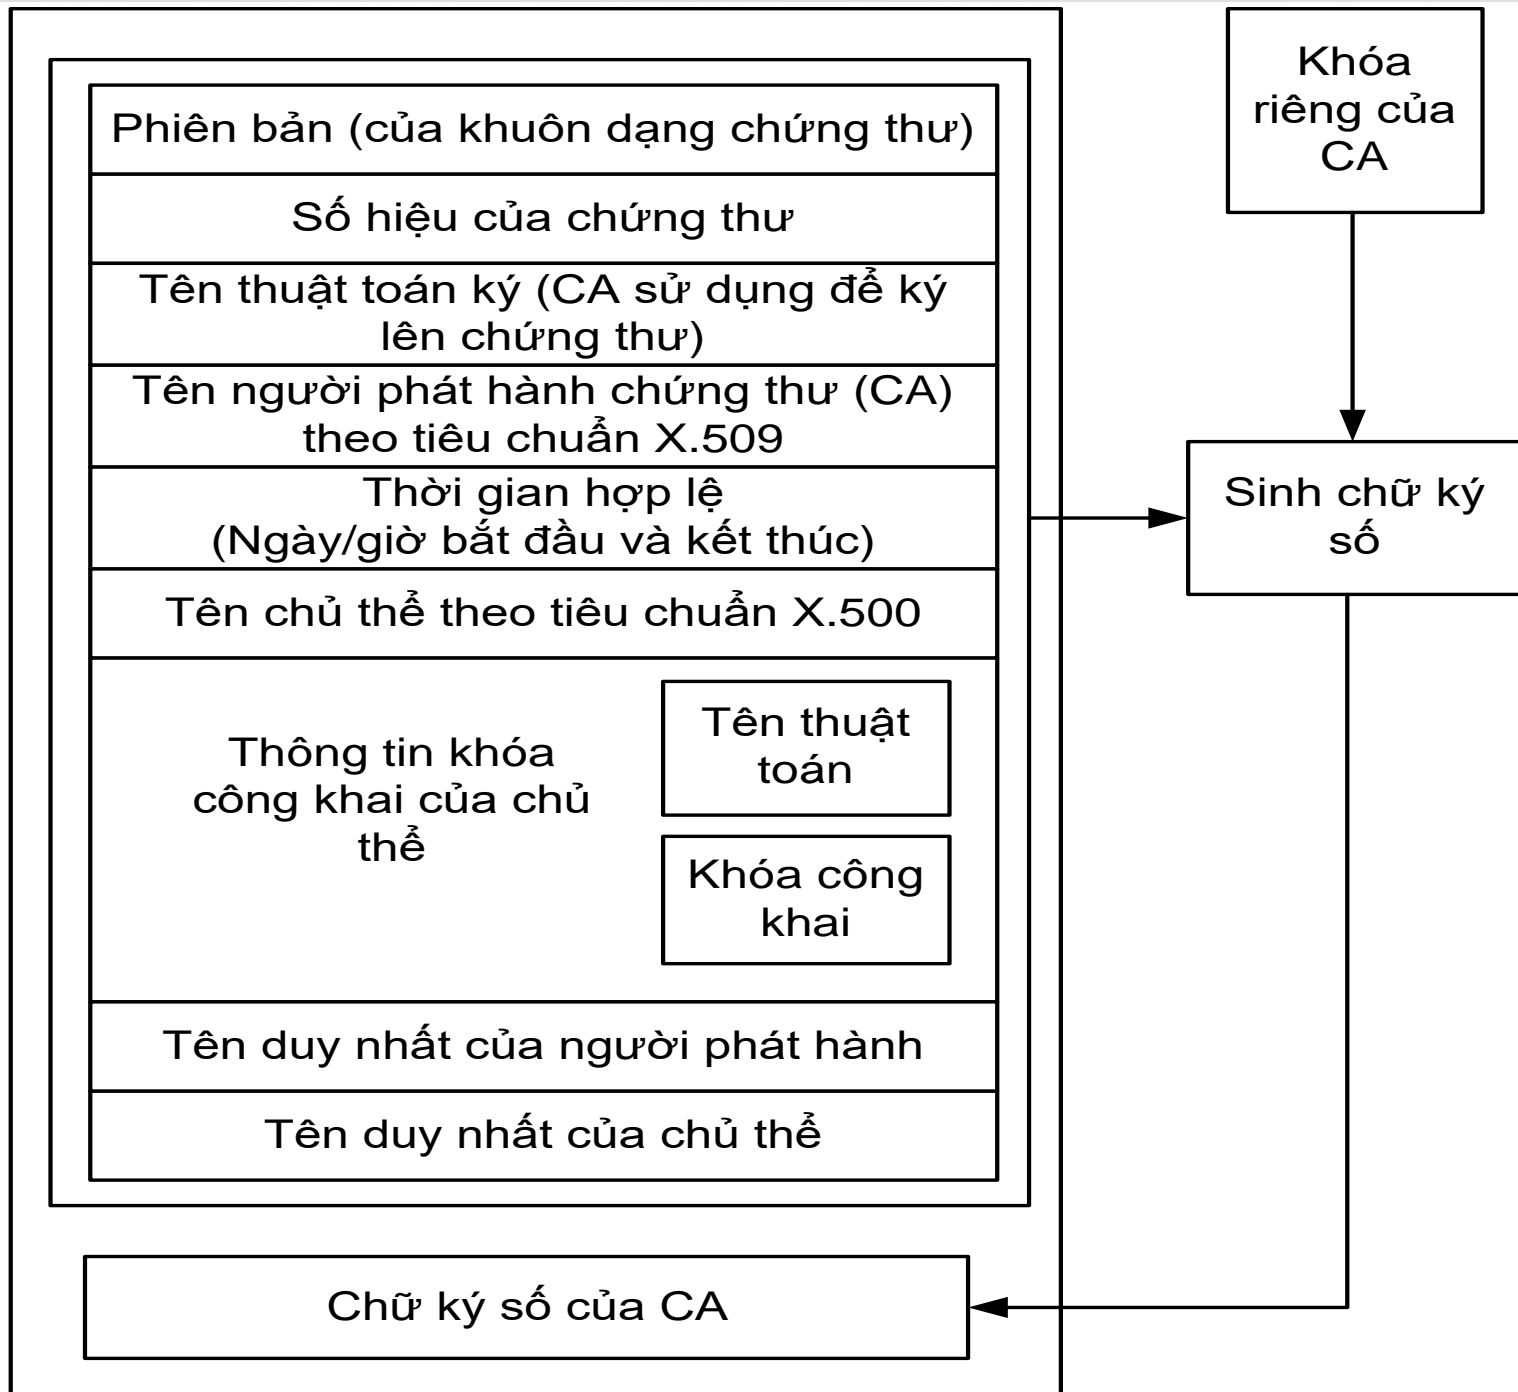 Phiên bản (của khuôn dạng chứng thư)
Số hiệu của chứng thư
Tên thuật toán ký (CA sử dụng để ký
lên chứng thư)
Tên người phát hành chứng thư (CA)
theo tiêu chuẩn X.509
Thời gian hợp lệ
(Ngày/giờ bắt đầu và kết thúc)
Tên chủ thể theo tiêu chuẩn X.500
Thông tin khóa
công khai của chủ
thể
Tên thuật
toán
Khóa công
khai
Tên duy nhất của người phát hành
Tên duy nhất của chủ thể
Chữ ký số của CA
Khóa
riêng của
CA
Sinh chữ ký
số